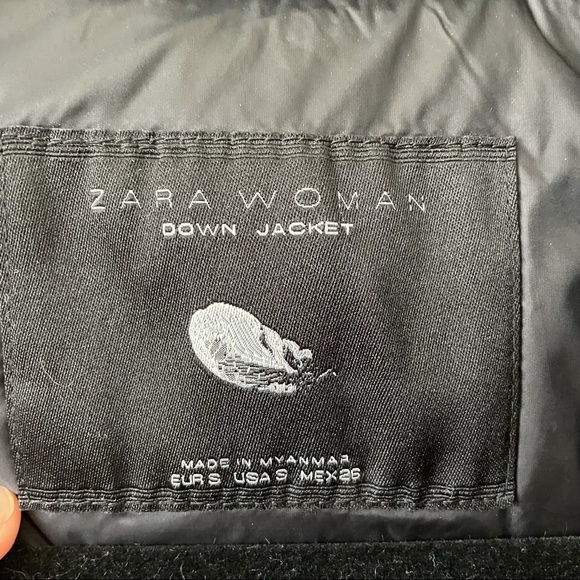 ZARA WOMAN
DOWN JACKET
MADE IN MYANMAR
EUR S USA S MEX 26